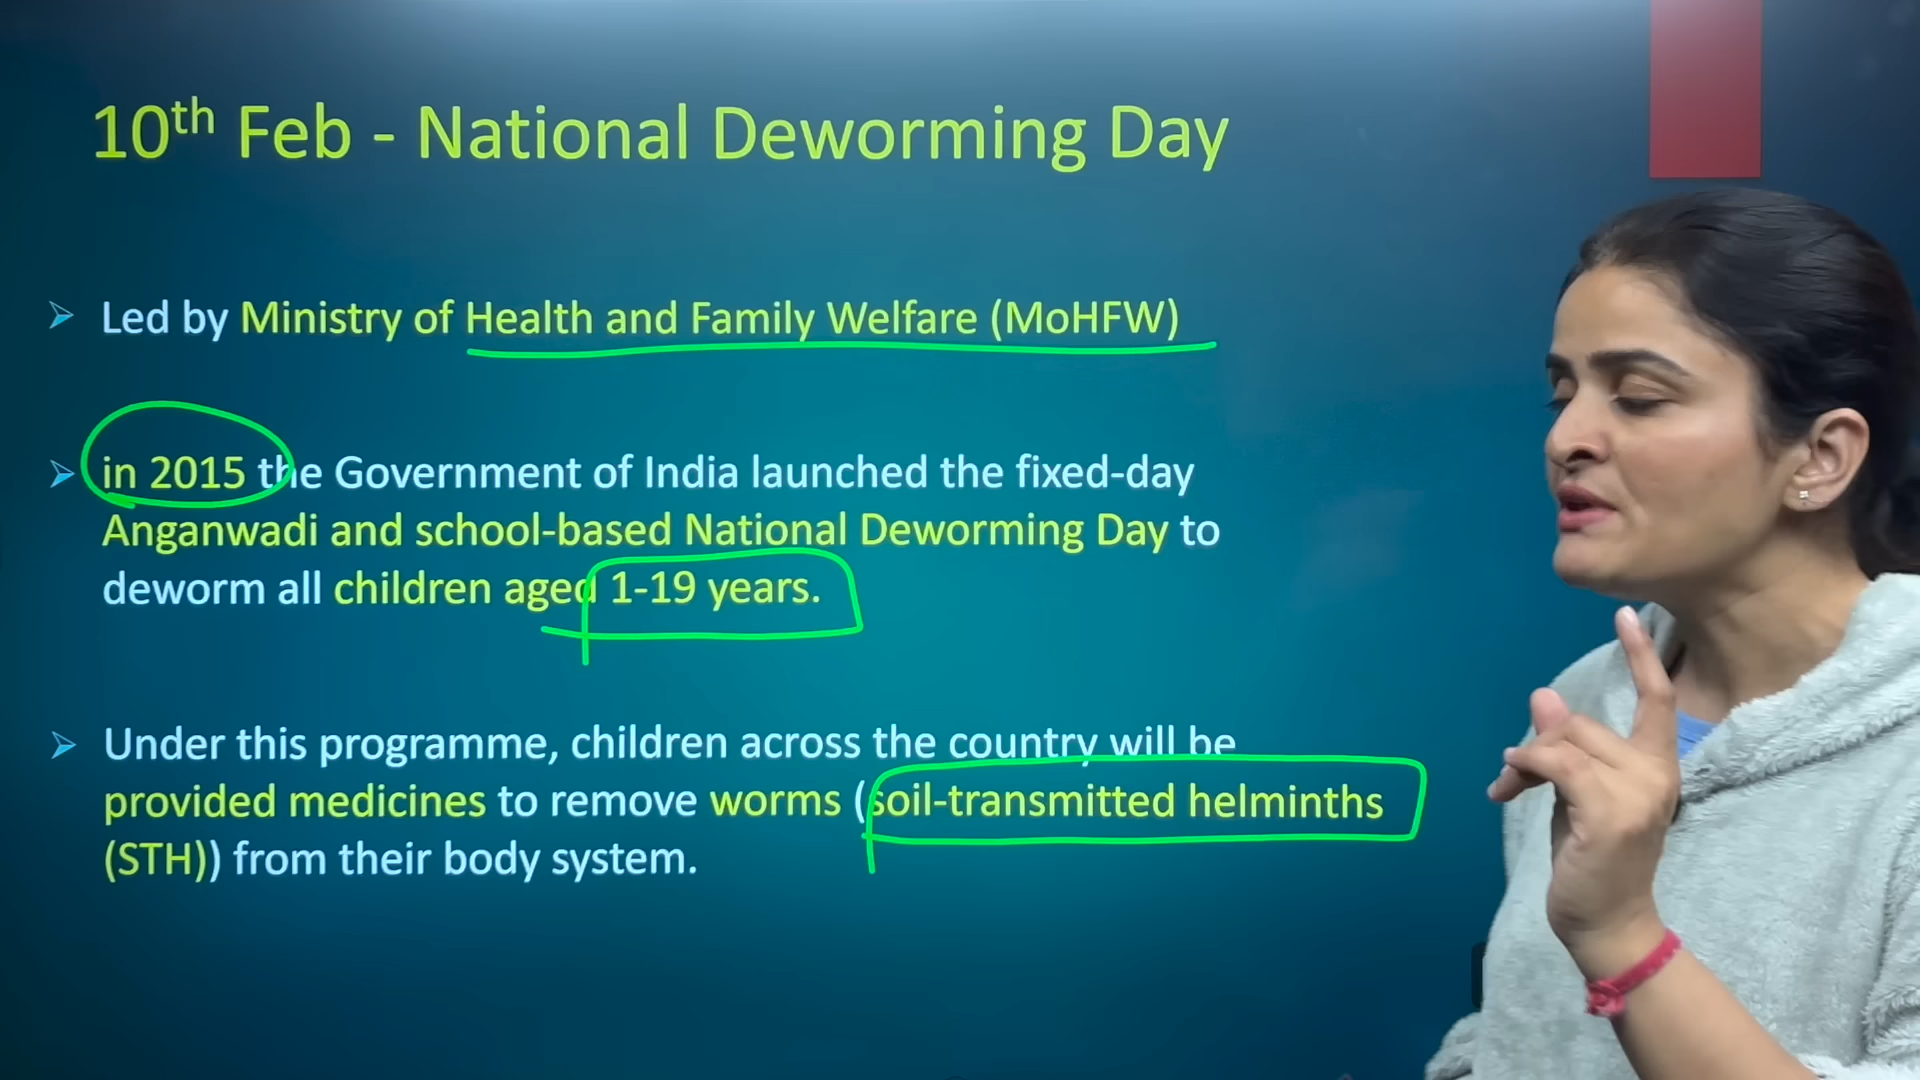 10th Feb - National Deworming Day
Led by Ministry of Health and Family Welfare (MoHFW)
in 2015 the Government of India launched the fixed-day
Anganwadi and school-based National Deworming Day to
deworm all children aged 1-19 years.
Under this programme, children across the country will be
provided medicines to remove worms (soil-transmitted helminths
(STH)) from their body system.